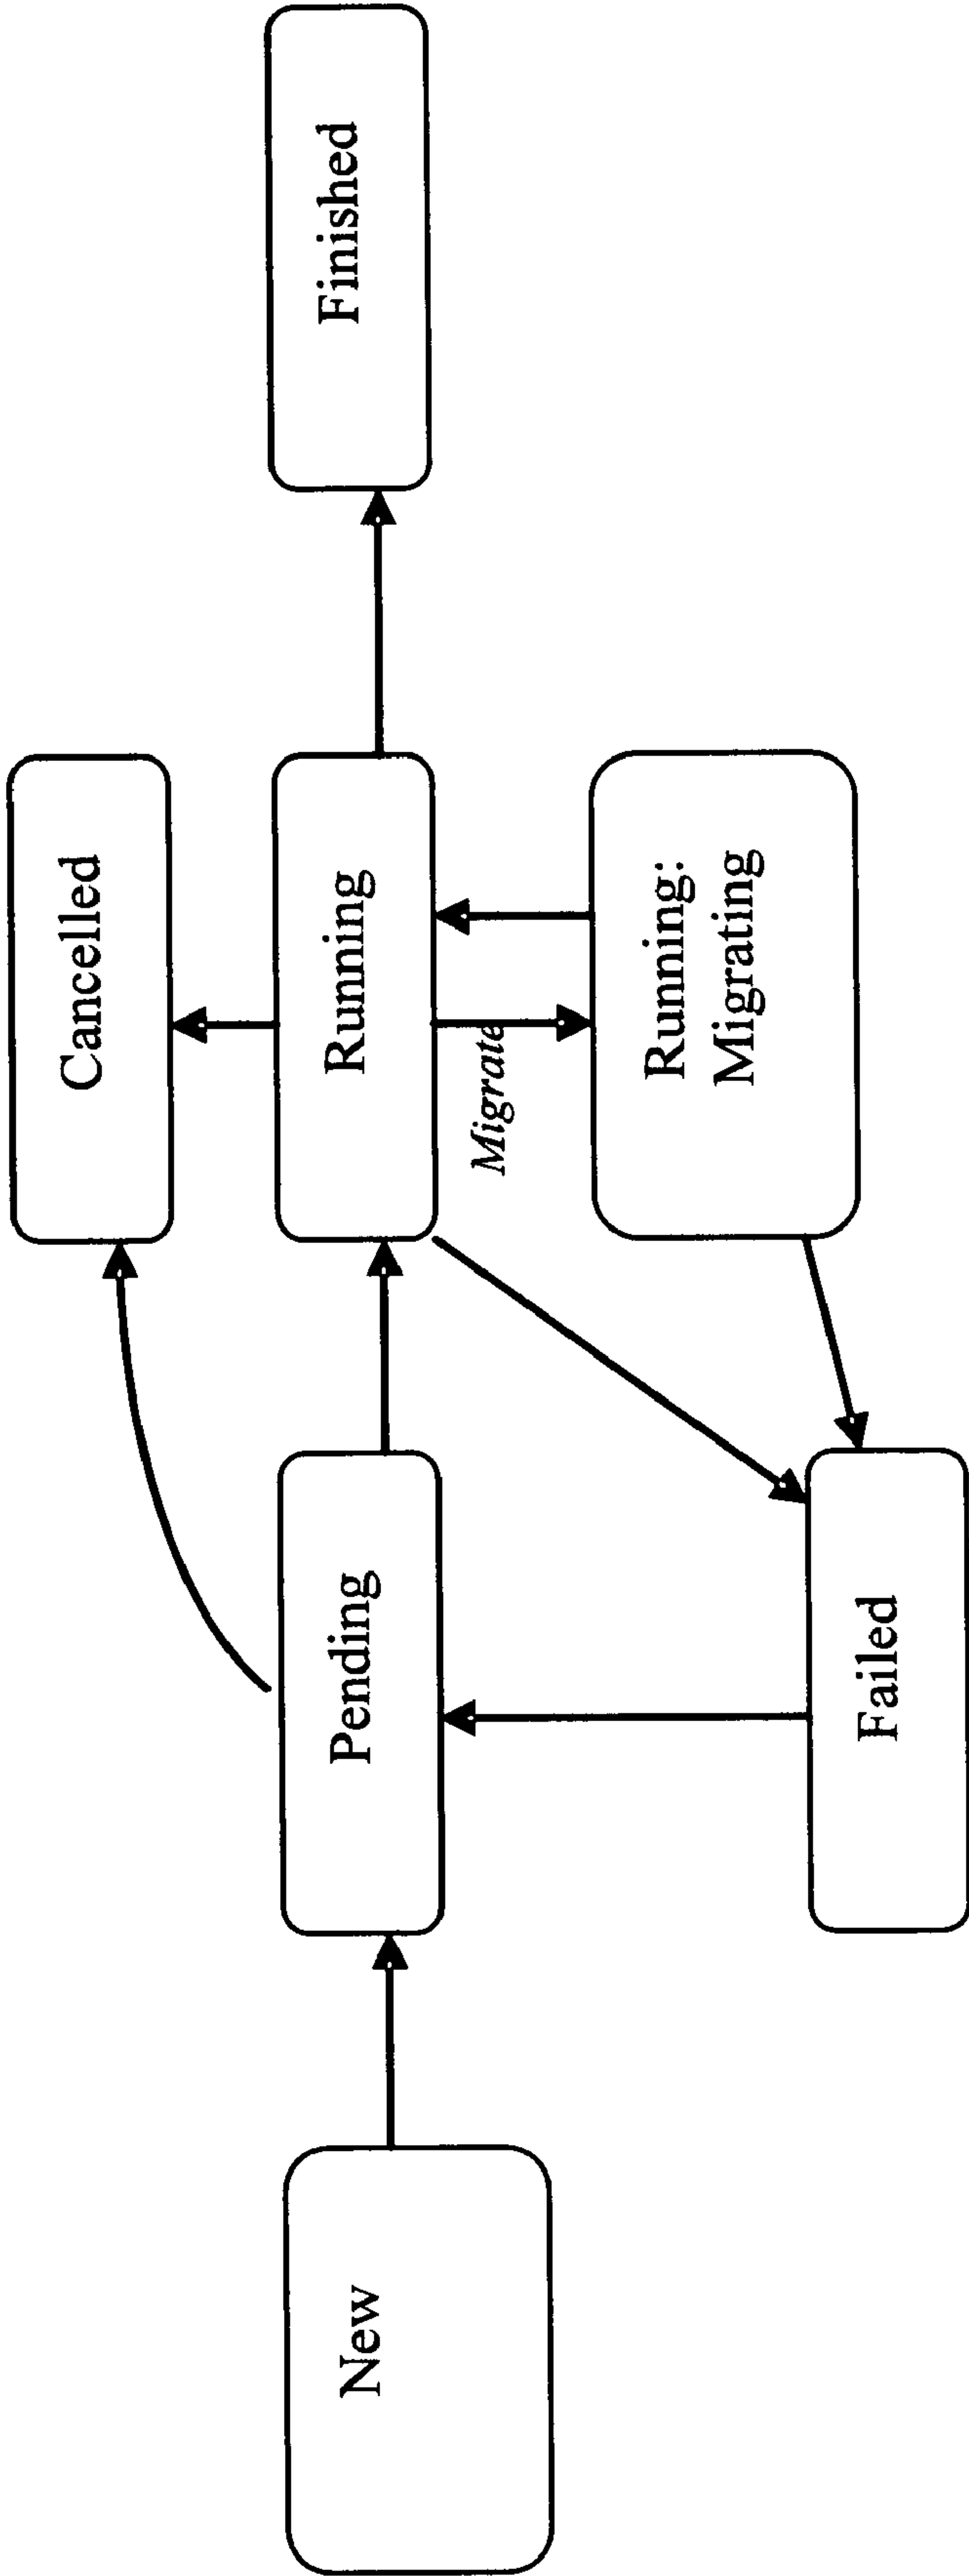 Cancelled
New
Pending
Running
Finished
Migrate
Running:
Migrating
Failed